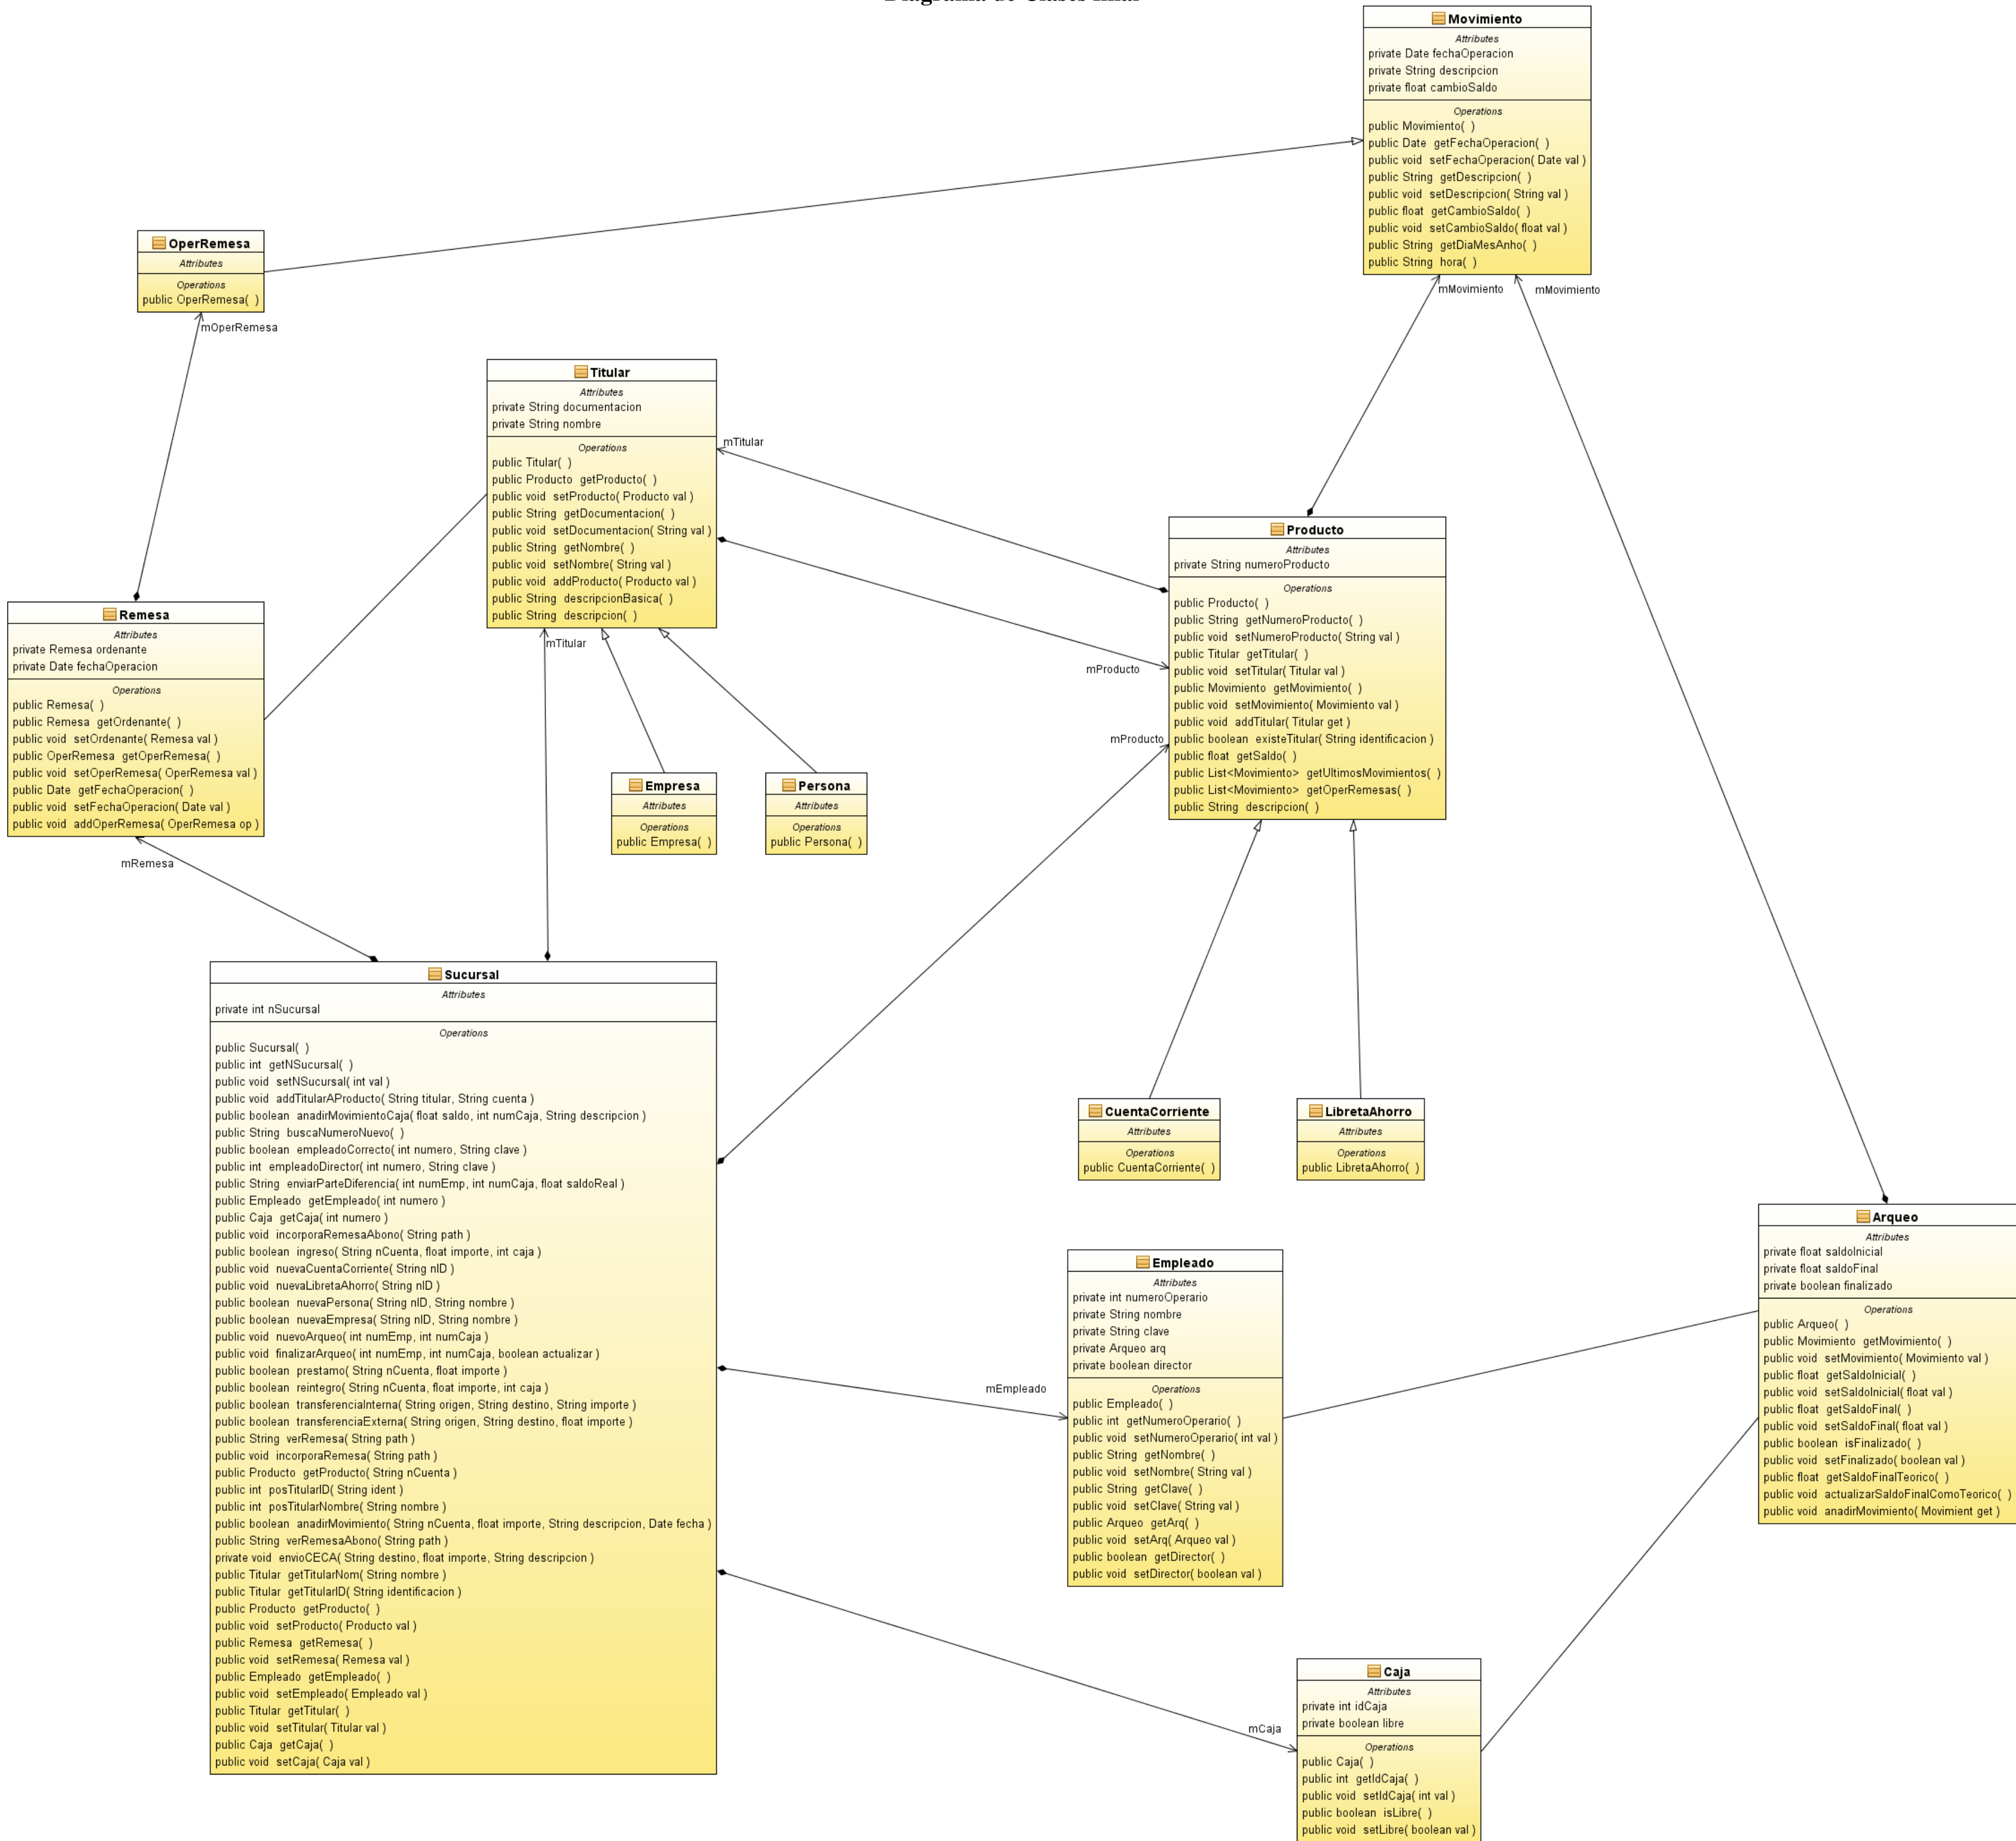 Diagrama de Clases final
Movimiento
Attributes
private Date fechaOperacion
private String descripcion
private float cambioSaldo
Operations
public Movimiento( )
public Date getFechaOperacion( )
public void setFechaOperacion( Date val )
public String getDescripcion( )
public void setDescripcion( String val )
public float getCambioSaldo( )
public void setCambioSaldo( float val )
public String getDiaMesAnho( )
public String hora( )
mMovimiento
mMovimiento
OperRemesa
Attributes
Operations
public OperRemesa( )
mOperRemesa
Titular
Attributes
private String documentacion
private String nombre
Operations
public Titular( )
public Producto getProducto( )
public void setProducto( Producto val )
public String getDocumentacion( )
public void setDocumentacion( String val )
public String getNombre( )
public void setNombre( String val )
public void addProducto( Producto val )
public String descripcionBasica( )
public String descripcion( )
mTitular
mTitular
Producto
Attributes
private String numeroProducto
Operations
public Producto( )
public String getNumeroProducto( )
public void setNumeroProducto( String val )
public Titular getTitular( )
public void setTitular( Titular val )
public Movimiento getMovimiento( )
public void setMovimiento( Movimiento val )
public void addTitular( Titular get )
public boolean existeTitular( String identificacion )
public float getSaldo( )
public List<Movimiento> getUltimosMovimientos( )
public List<Movimiento> getOperRemesas( )
public String descripcion( )
mProducto
mProducto
Remesa
Attributes
private Remesa ordenante
private Date fechaOperacion
Operations
public Remesa( )
public Remesa getOrdenante( )
public void setOrdenante( Remesa val )
public OperRemesa getOperRemesa( )
public void setOperRemesa( OperRemesa val )
public Date getFechaOperacion( )
public void setFechaOperacion( Date val )
public void addOperRemesa( OperRemesa op )
mRemesa
Empresa
Attributes
Operations
public Empresa( )
Persona
Attributes
Operations
public Persona( )
Sucursal
Attributes
private int nSucursal
Operations
public Sucursal( )
public int getNSucursal( )
public void setNSucursal( int val )
public void addTitularAProducto( String titular, String cuenta )
public boolean anadirMovimientoCaja( float saldo, int numCaja, String descripcion )
public String buscaNumeroNuevo( )
public boolean empleadoCorrecto( int numero, String clave )
public int empleadoDirector( int numero, String clave )
public String enviarParteDiferencia( int numEmp, int numCaja, float saldoReal )
public Empleado getEmpleado( int numero )
public Caja getCaja( int numero )
public void incorporaRemesaAbono( String path )
public boolean ingreso( String nCuenta, float importe, int caja )
public void nuevaCuentaCorriente( String nID )
public void nuevaLibretaAhorro( String nID )
public boolean nuevaPersona( String nID, String nombre )
public boolean nuevaEmpresa( String nID, String nombre )
public void nuevoArqueo( int numEmp, int numCaja )
public void finalizarArqueo( int numEmp, int numCaja, boolean actualizar )
public boolean prestamo( String nCuenta, float importe )
public boolean reintegro( String nCuenta, float importe, int caja )
public boolean transferenciaInterna( String origen, String destino, String importe )
public boolean transferenciaExterna( String origen, String destino, float importe )
public String verRemesa( String path )
public void incorporaRemesa( String path )
public Producto getProducto( String nCuenta )
public int posTitularID( String ident )
public int posTitularNombre( String nombre )
public boolean anadirMovimiento( String nCuenta, float importe, String descripcion, Date fecha )
public String verRemesaAbono( String path )
private void envioCECA( String destino, float importe, String descripcion )
public Titular getTitularNom( String nombre )
public Titular getTitularID( String identificacion )
public Producto getProducto( )
public void setProducto( Producto val )
public Remesa getRemesa( )
public void setRemesa( Remesa val )
public Empleado getEmpleado( )
public void setEmpleado( Empleado val )
public Titular getTitular( )
public void setTitular( Titular val )
public Caja getCaja( )
public void setCaja( Caja val )
CuentaCorriente
Attributes
Operations
public CuentaCorriente( )
LibretaAhorro
Attributes
Operations
public LibretaAhorro( )
Arqueo
Attributes
private float saldoInicial
private float saldoFinal
private boolean finalizado
Operations
public Arqueo( )
public Movimiento getMovimiento( )
public void setMovimiento( Movimiento val )
public float getSaldoInicial( )
public void setSaldoInicial( float val )
public float getSaldoFinal( )
public void setSaldoFinal( float val )
public boolean isFinalizado( )
public void setFinalizado( boolean val )
public float getSaldoFinalTeorico( )
public void actualizarSaldoFinalComoTeorico( )
public void anadirMovimiento( Movimient get )
Empleado
Attributes
private int numeroOperario
private String nombre
private String clave
private Arqueo arq
private boolean director
Operations
public Empleado( )
public int getNumeroOperario( )
public void setNumeroOperario( int val )
public String getNombre( )
public void setNombre( String val )
public String getClave( )
public void setClave( String val )
public Arqueo getArq( )
public void setArq( Arqueo val )
public boolean getDirector( )
public void setDirector( boolean val )
mEmpleado
Caja
Attributes
private int idCaja
private boolean libre
Operations
public Caja( )
public int getIdCaja( )
public void setIdCaja( int val )
public boolean isLibre( )
public void setLibre( boolean val )
mCaja